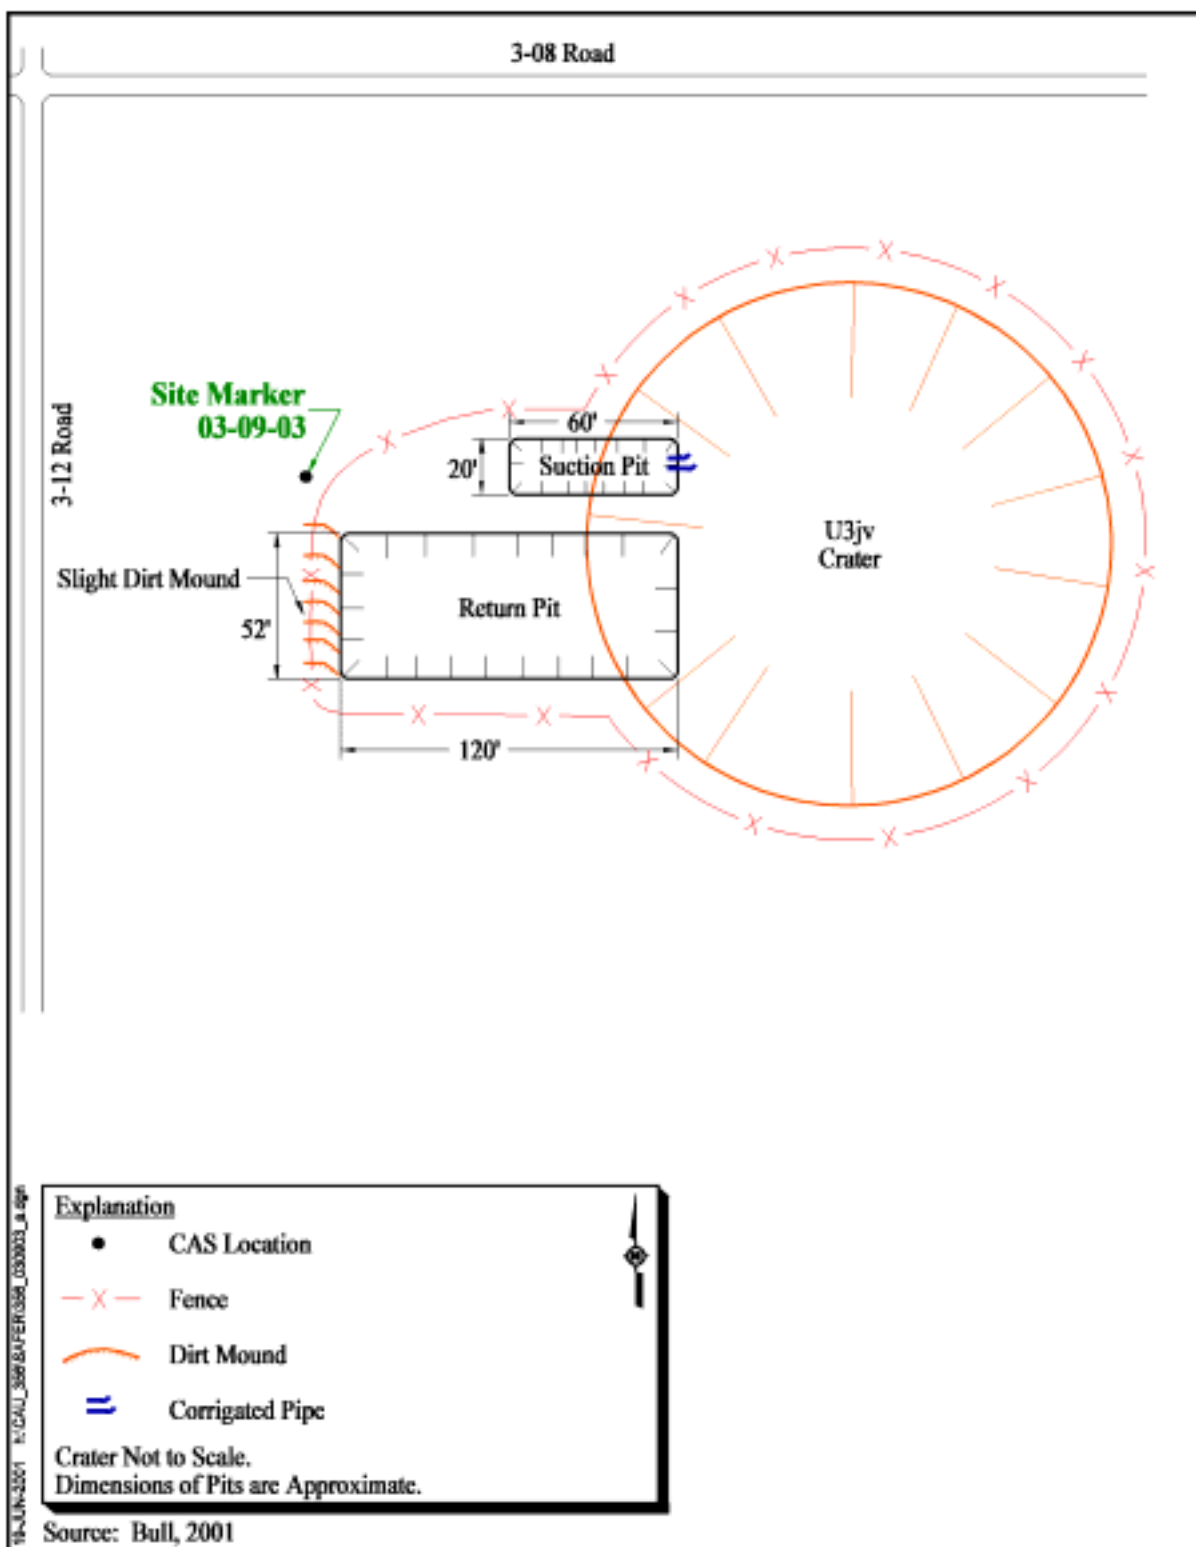 3-08 Road
3-12 Road
Site Marker
03-09-03
60'
20'
Suction Pit
U3jv
Crater
Slight Dirt Mound
Return Pit
52'
120'
Explanation
CAS Location
Fence
Dirt Mound
Corrigated Pipe
Crater Not to Scale.
Dimensions of Pits are Approximate.
Source: Bull, 2001